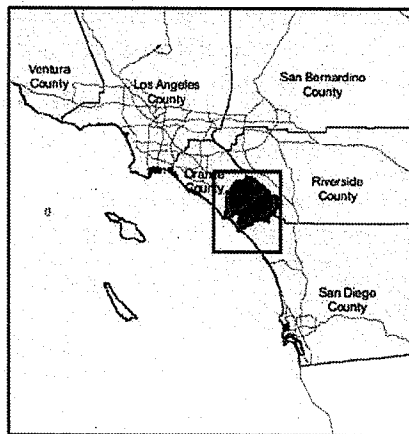 Ventura
County
Los Angeles
County
San Bernardino
County
Orange
County
Riverside
County
San Diego
County